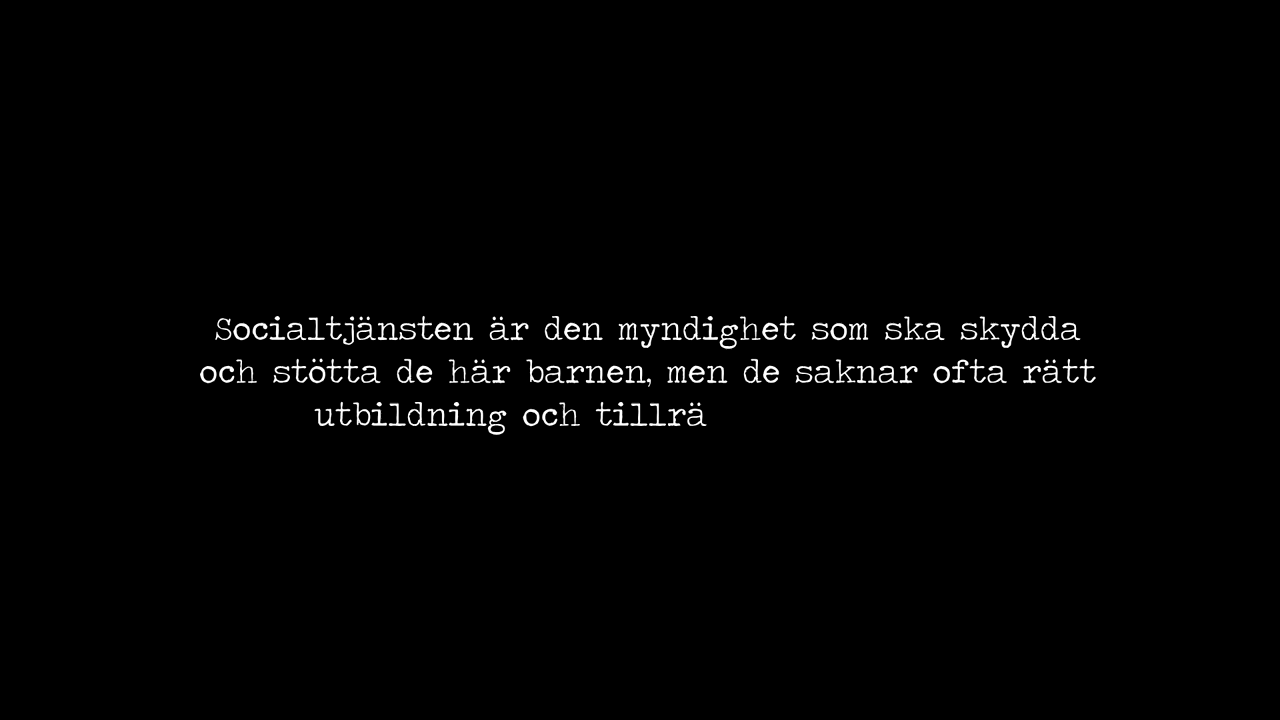 Socialtjänsten är den myndighet som ska skydda
och stötta de här barnen, men de saknar ofta rätt
utbildning och tillrä